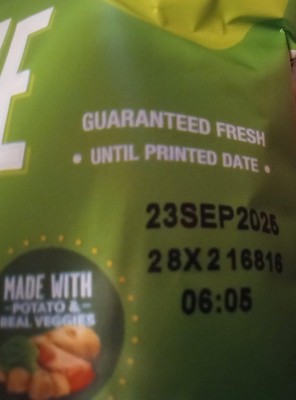 E
GUARANTEED FRESH
• UNTIL PRINTED DATE •
23SEP2025
28X216816
06:05
MADE WITH
- POTATO & -
REAL VEGGIES